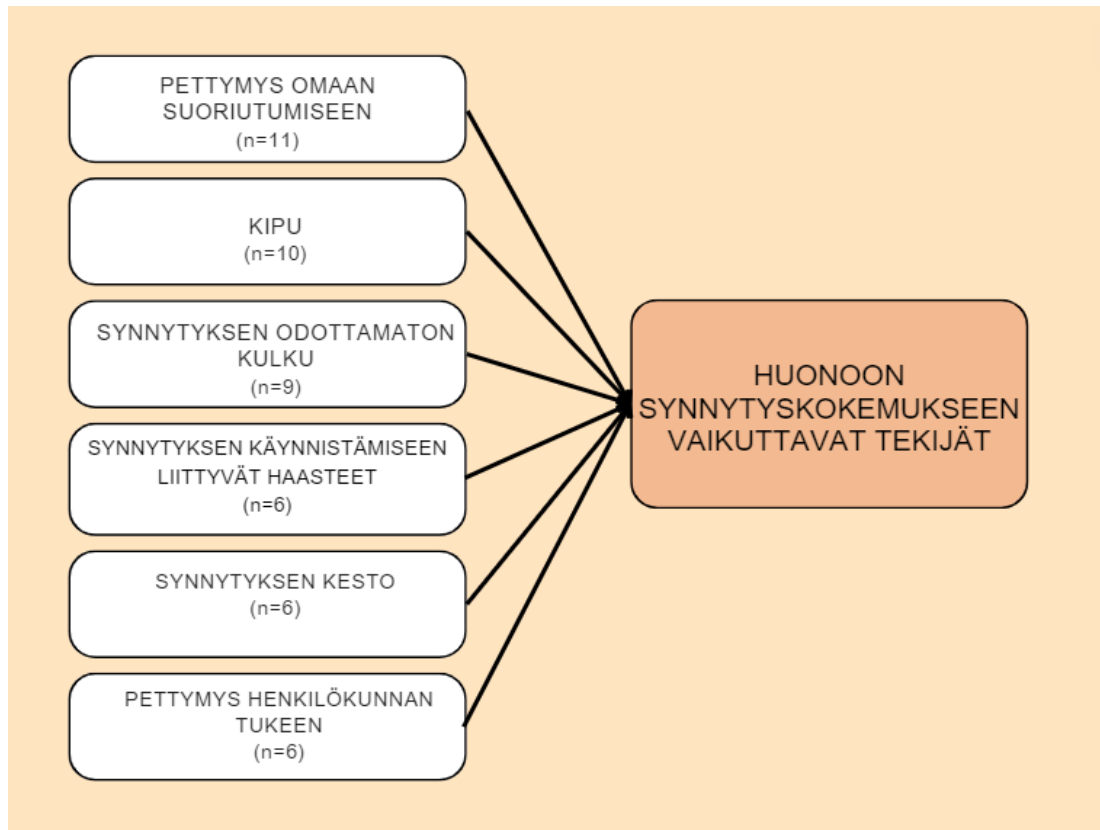 PETTYMYS OMAAN
SUORIUTUMISEEN
(n=11)
KIPU
(n=10)
SYNNYTYKSEN ODOTTAMATON
KULKU
(n=9)
SYNNYTYKSEN KÄYNNISTÄMISEEN
LIITTYVÄT HAASTEET
(n=6)
SYNNYTYKSEN KESTO
(n=6)
PETTYMYS HENKILÖKUNNAN
TUKEEN
(n=6)
HUONOON
SYNNYTYSKOKEMUKSEEN
VAIKUTTAVAT TEKIJÄT